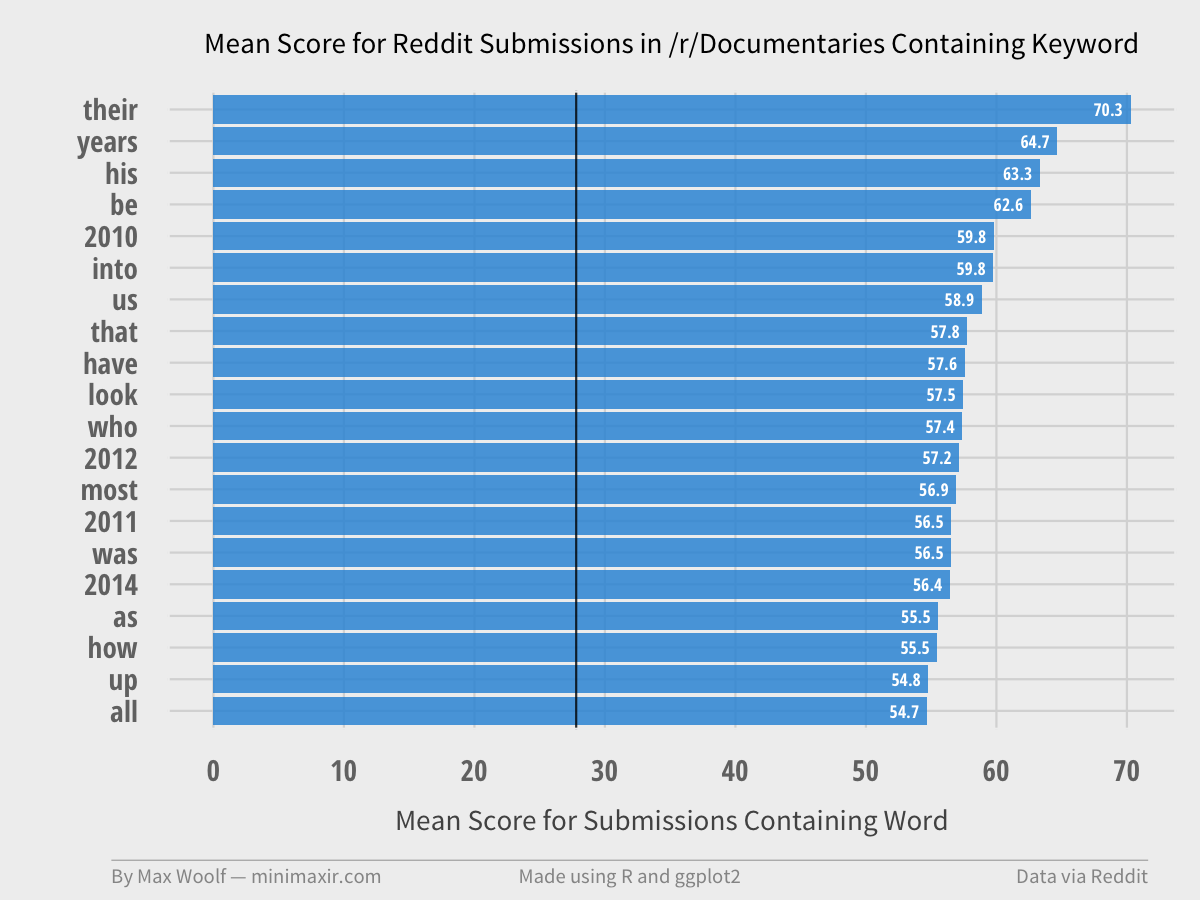 Mean Score for Reddit Submissions in /r/Documentaries Containing Keyword
their 70.3
years 64.7
his 63.3
be 62.6
2010 59.8
into 59.8
us 58.9
that 57.8
have 57.6
look 57.5
who 57.4
2012 57.2
most 56.9
2011 56.5
was 56.5
2014 56.4
as 55.5
how 55.5
up 54.8
all 54.7
0 10 20 30 40 50 60 70
Mean Score for Submissions Containing Word
By Max Woolf — minimaxir.com Made using R and ggplot2 Data via Reddit